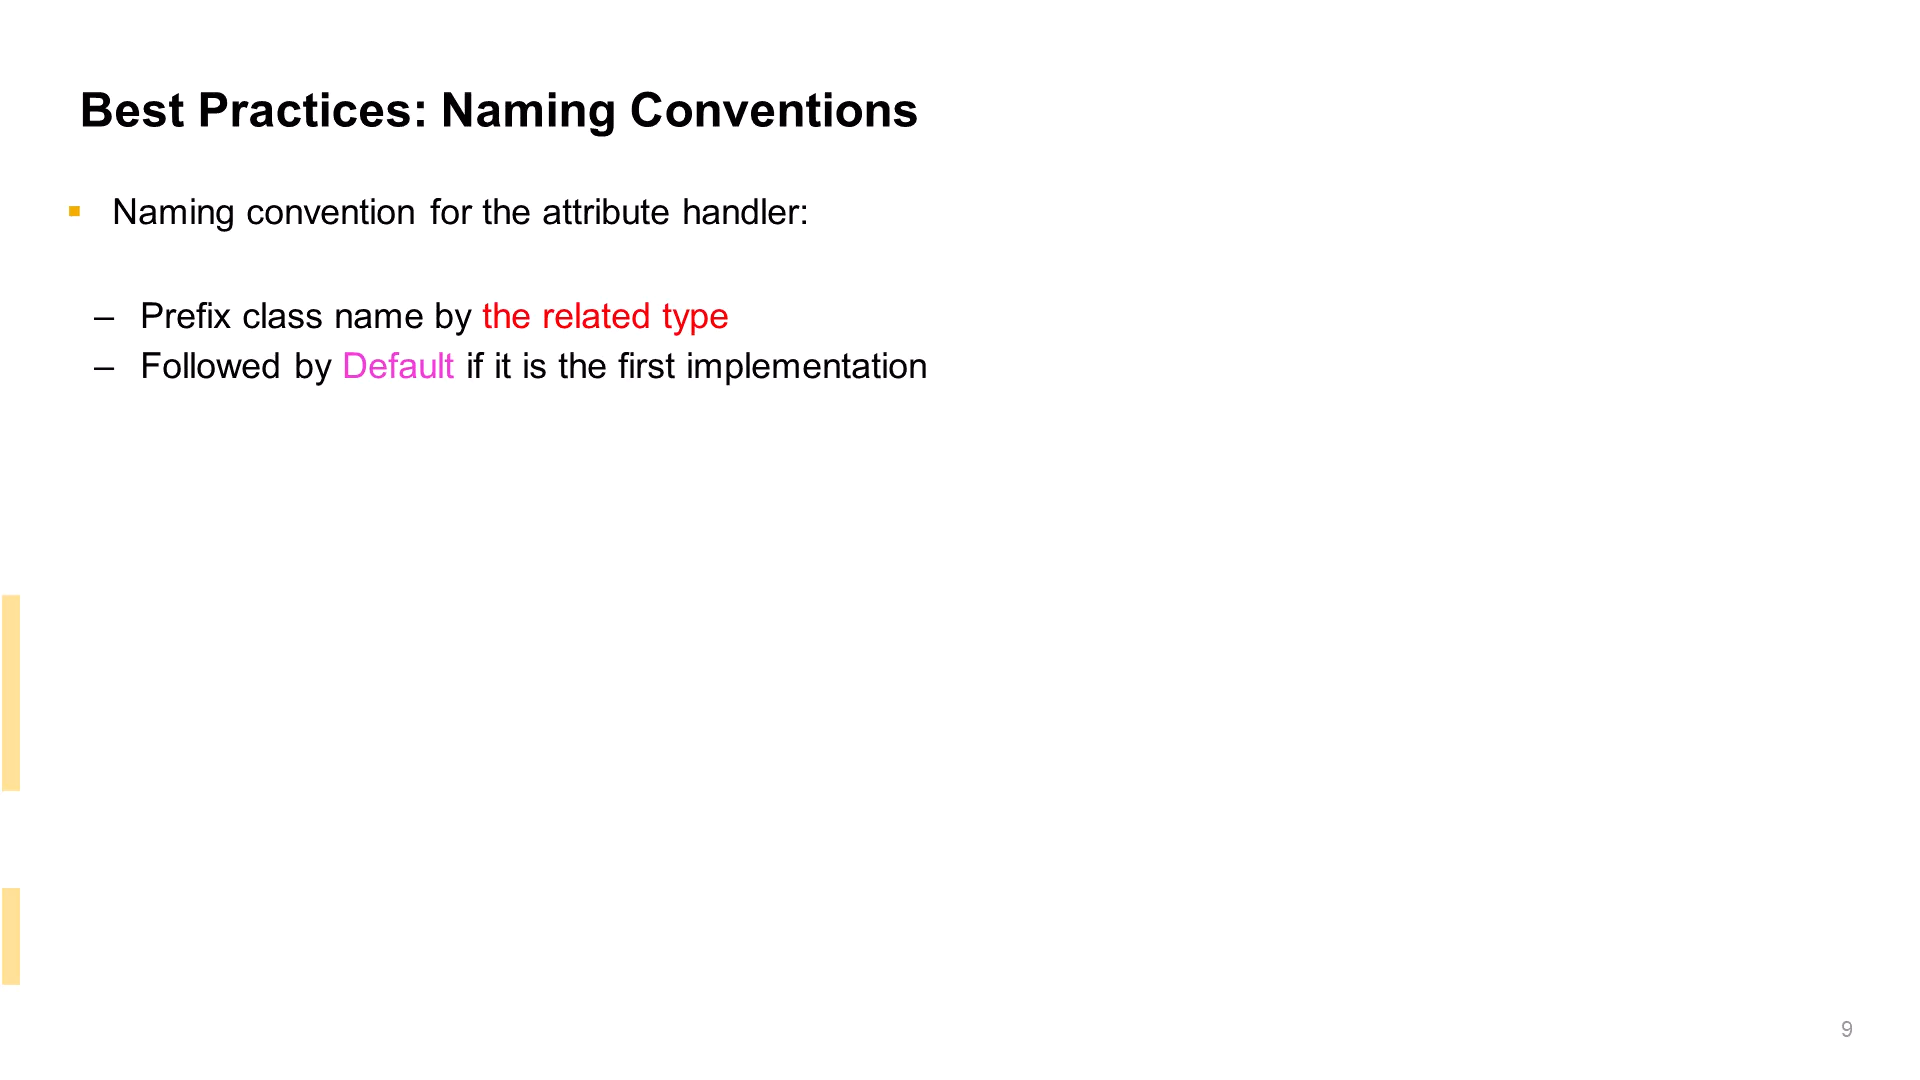 Best Practices: Naming Conventions
▪ Naming convention for the attribute handler:
– Prefix class name by the related type
– Followed by Default if it is the first implementation
9